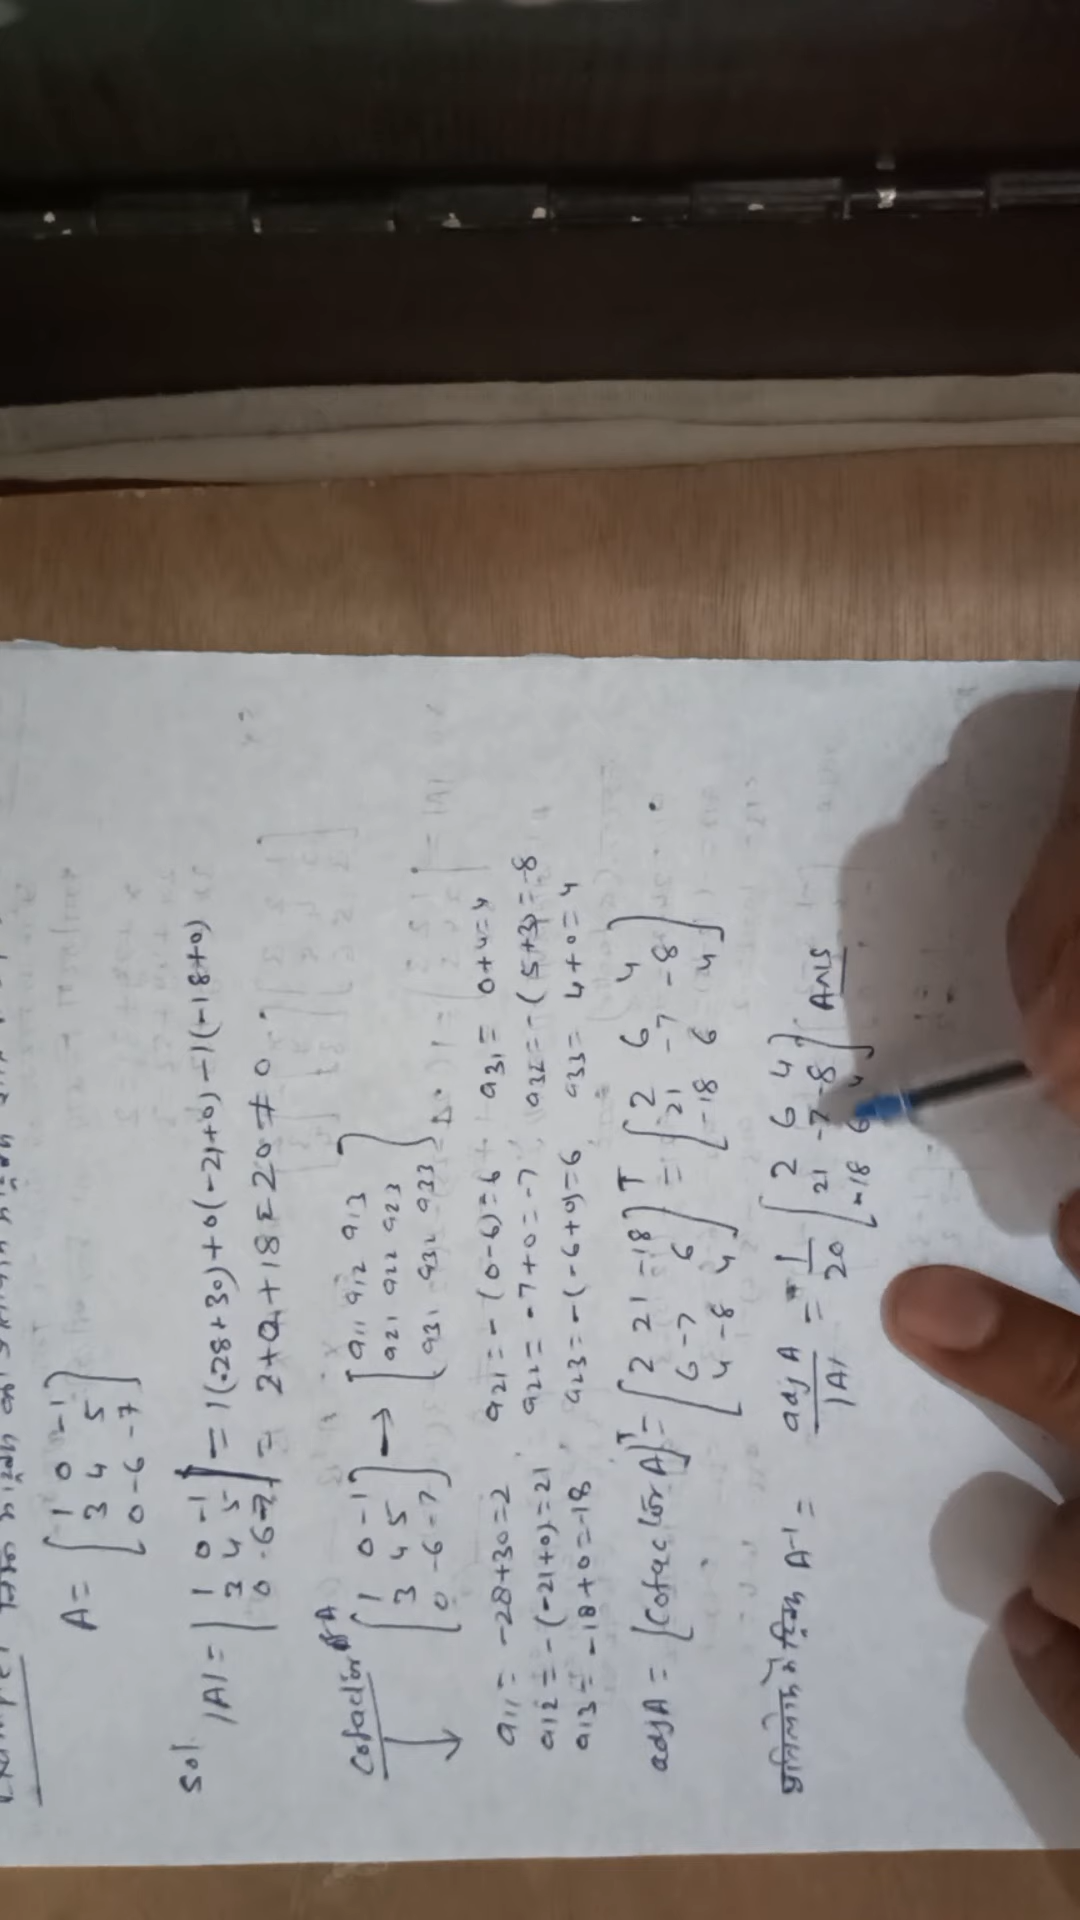 A = [ 1 0 -1
3 4 5
0 -6 -7 ]
Sol. |A| = | 1 0 -1
3 4 5
0 -6 -7 | = 1(-28+30)+0(-21+0)-1(-18+0)
= 2+0+18 = 20 ≠ 0
Cofactor of A
[ 1 0 -1
3 4 5
0 -6 -7 ] → [ a11 a12 a13
a21 a22 a23
a31 a32 a33 ]
a11 = -28+30=2 a21 = -(0-6)=6 a31 = 0+4=4
a12 = -(-21+0)=21 a22 = -7+0=-7 a32 = -(5+3)=-8
a13 = -18+0=-18 a23 = -(-6+0)=6 a33 = 4+0=4
adjA = [Cofactor A]T = [ 2 21 -18
6 -7 6
4 -8 4 ]T = [ 2 6 4
21 -7 -8
-18 6 4 ]
A-1 = adj A / |A| = 1/20 [ 2 6 4
21 -7 -8
-18 6 4 ] Ans